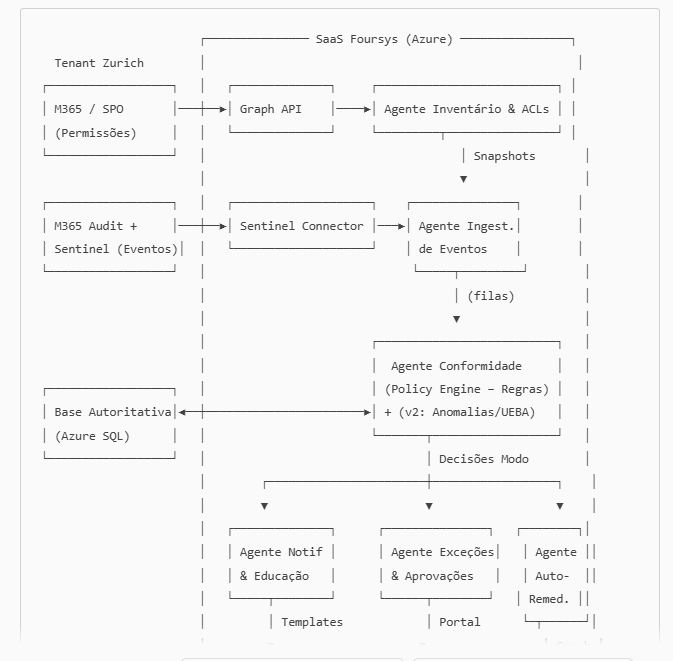 SaaS Foursys (Azure)
Tenant Zurich
M365 / SPO Graph API Agente Inventário & ACLs
(Permissões)
Snapshots
M365 Audit + Sentinel Connector Agente Ingest.
Sentinel (Eventos) de Eventos
(filas)
Agente Conformidade
(Policy Engine – Regras)
Base Autoritativa + (v2: Anomalias/UEBA)
(Azure SQL)
Decisões Modo
Agente Notif Agente Exceções Agente
& Educação & Aprovações Auto-
Remed.
Templates Portal